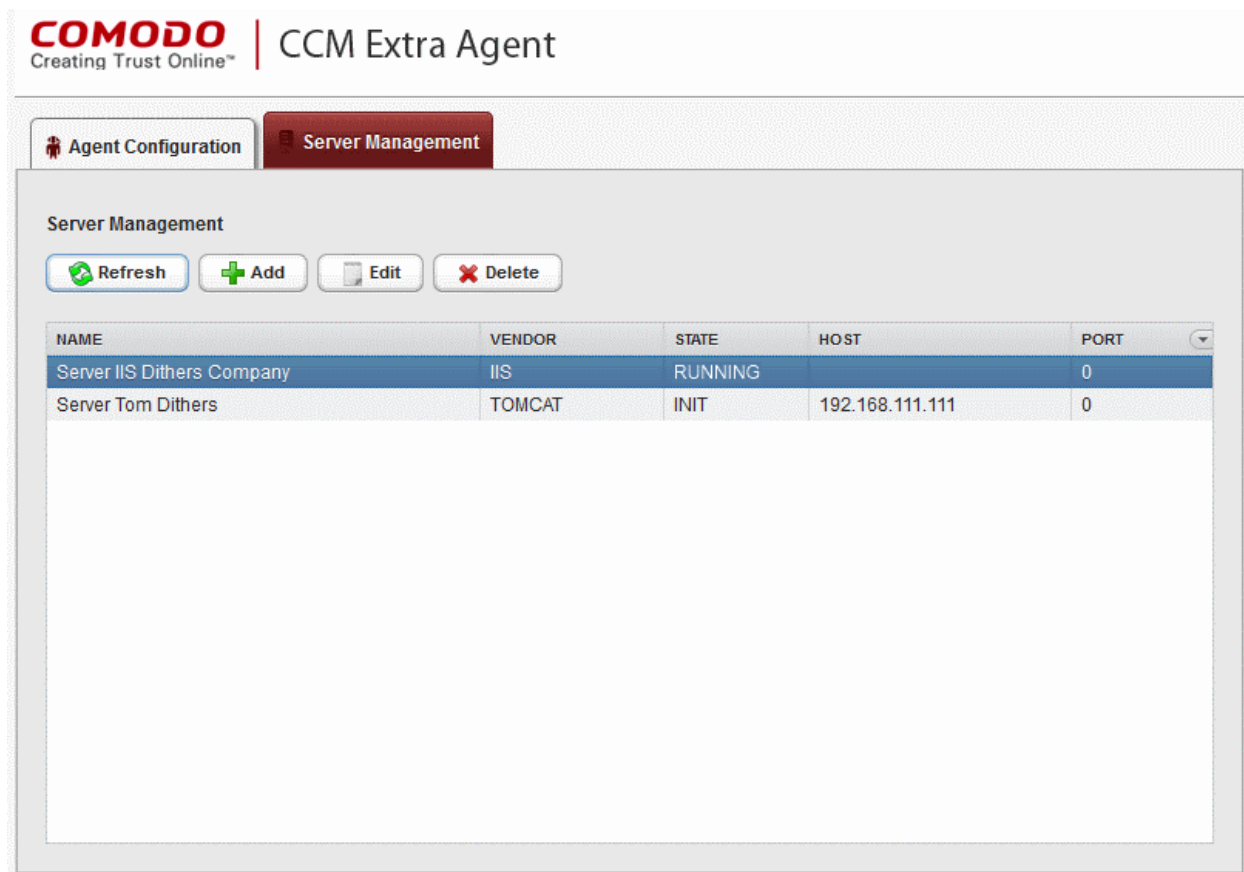 COMODO
Creating Trust Online™
CCM Extra Agent
Agent Configuration
Server Management
Server Management
Refresh Add Edit Delete
NAME VENDOR STATE HOST PORT
Server IIS Dithers Company IIS RUNNING 0
Server Tom Dithers TOMCAT INIT 192.168.111.111 0